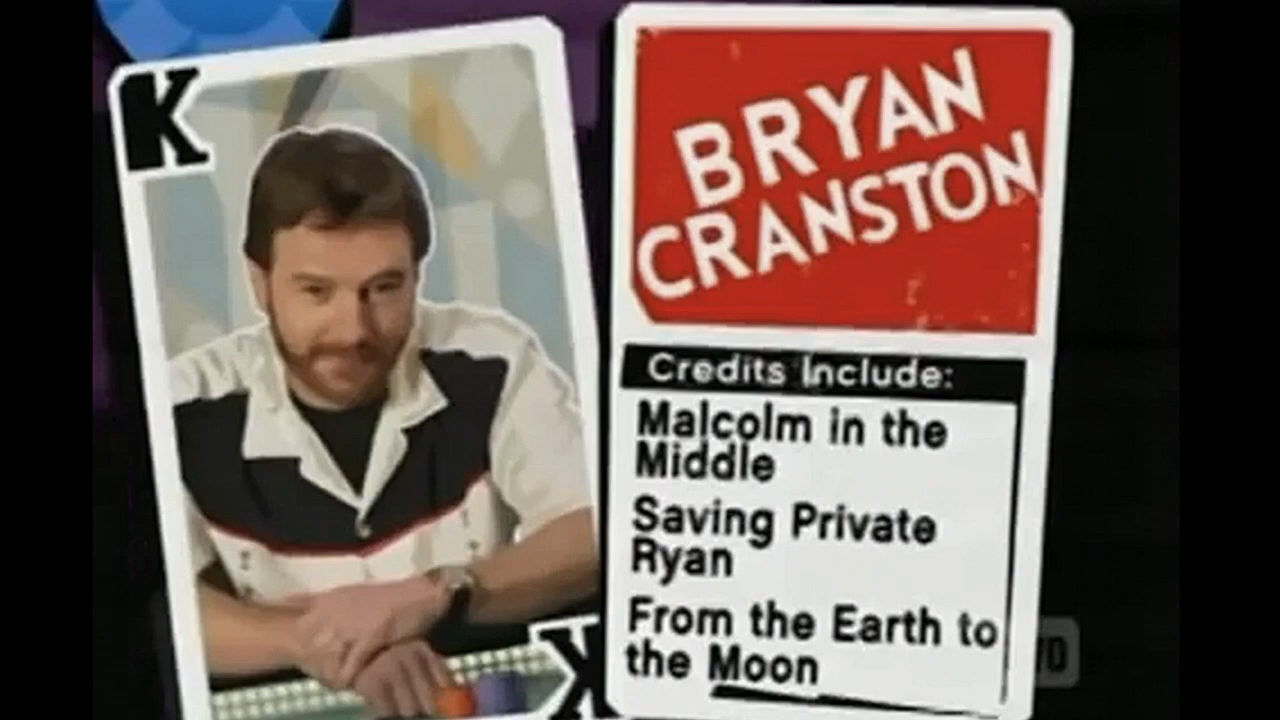 K
BRYAN
CRANSTON
Credits Include:
Malcolm in the
Middle
Saving Private
Ryan
From the Earth to
the Moon
K